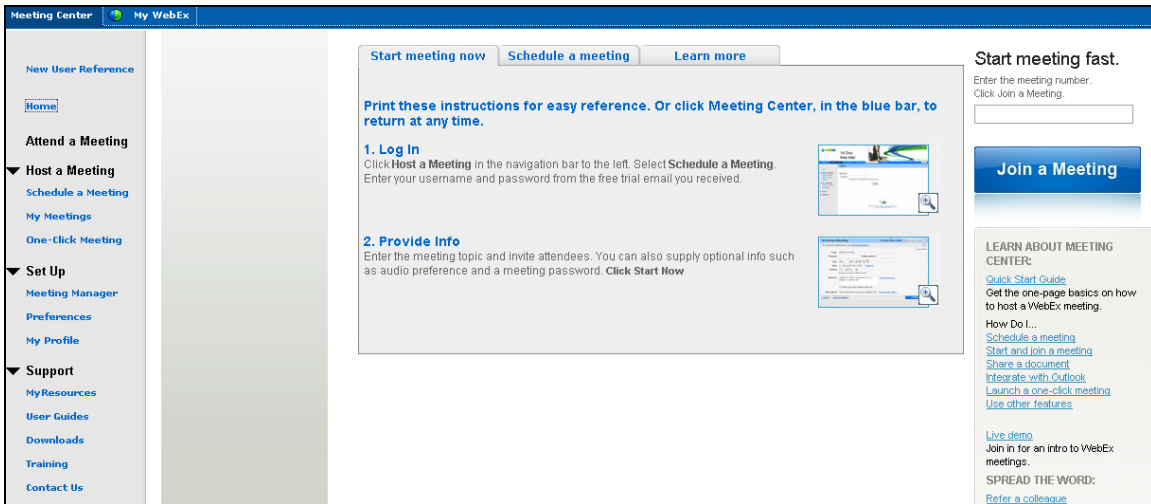 Meeting Center
My WebEx
New User Reference
Home
Attend a Meeting
Host a Meeting
Schedule a Meeting
My Meetings
One-Click Meeting
Set Up
Meeting Manager
Preferences
My Profile
Support
MyResources
User Guides
Downloads
Training
Contact Us
Start meeting now
Schedule a meeting
Learn more
Print these instructions for easy reference. Or click Meeting Center, in the blue bar, to
return at any time.
1. Log In
Click Host a Meeting in the navigation bar to the left. Select Schedule a Meeting.
Enter your username and password from the free trial email you received.
2. Provide Info
Enter the meeting topic and invite attendees. You can also supply optional info such
as audio preference and a meeting password. Click Start Now
Start meeting fast.
Enter the meeting number.
Click Join a Meeting.
Join a Meeting
LEARN ABOUT MEETING
CENTER:
Quick Start Guide
Get the one-page basics on how
to host a WebEx meeting.
How Do I...
Schedule a meeting
Start and join a meeting
Share a document
Integrate with Outlook
Launch a one-click meeting
Use other features
Live demo
Join in for an intro to WebEx
meetings.
SPREAD THE WORD:
Refer a colleague